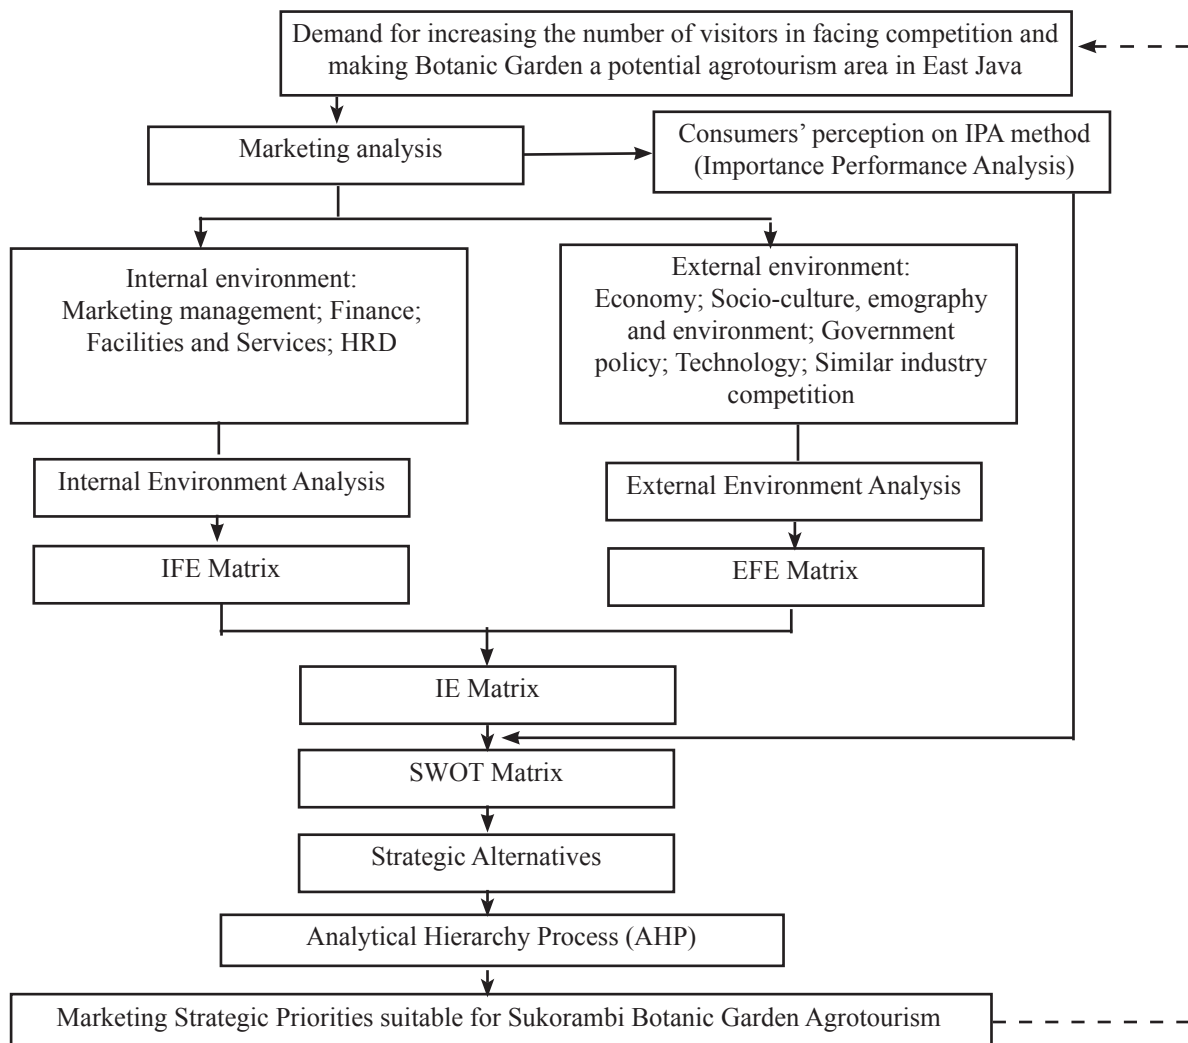 Demand for increasing the number of visitors in facing competition and
making Botanic Garden a potential agrotourism area in East Java
Marketing analysis
Consumers’ perception on IPA method
(Importance Performance Analysis)
Internal environment:
Marketing management; Finance;
Facilities and Services; HRD
External environment:
Economy; Socio-culture, emography
and environment; Government
policy; Technology; Similar industry
competition
Internal Environment Analysis
External Environment Analysis
IFE Matrix
EFE Matrix
IE Matrix
SWOT Matrix
Strategic Alternatives
Analytical Hierarchy Process (AHP)
Marketing Strategic Priorities suitable for Sukorambi Botanic Garden Agrotourism